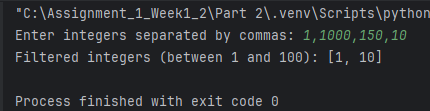 "C:\Assignment_1_Week1_2\Part 2\.venv\Scripts\python
Enter integers separated by commas: 1,1000,150,10
Filtered integers (between 1 and 100): [1, 10]
Process finished with exit code 0